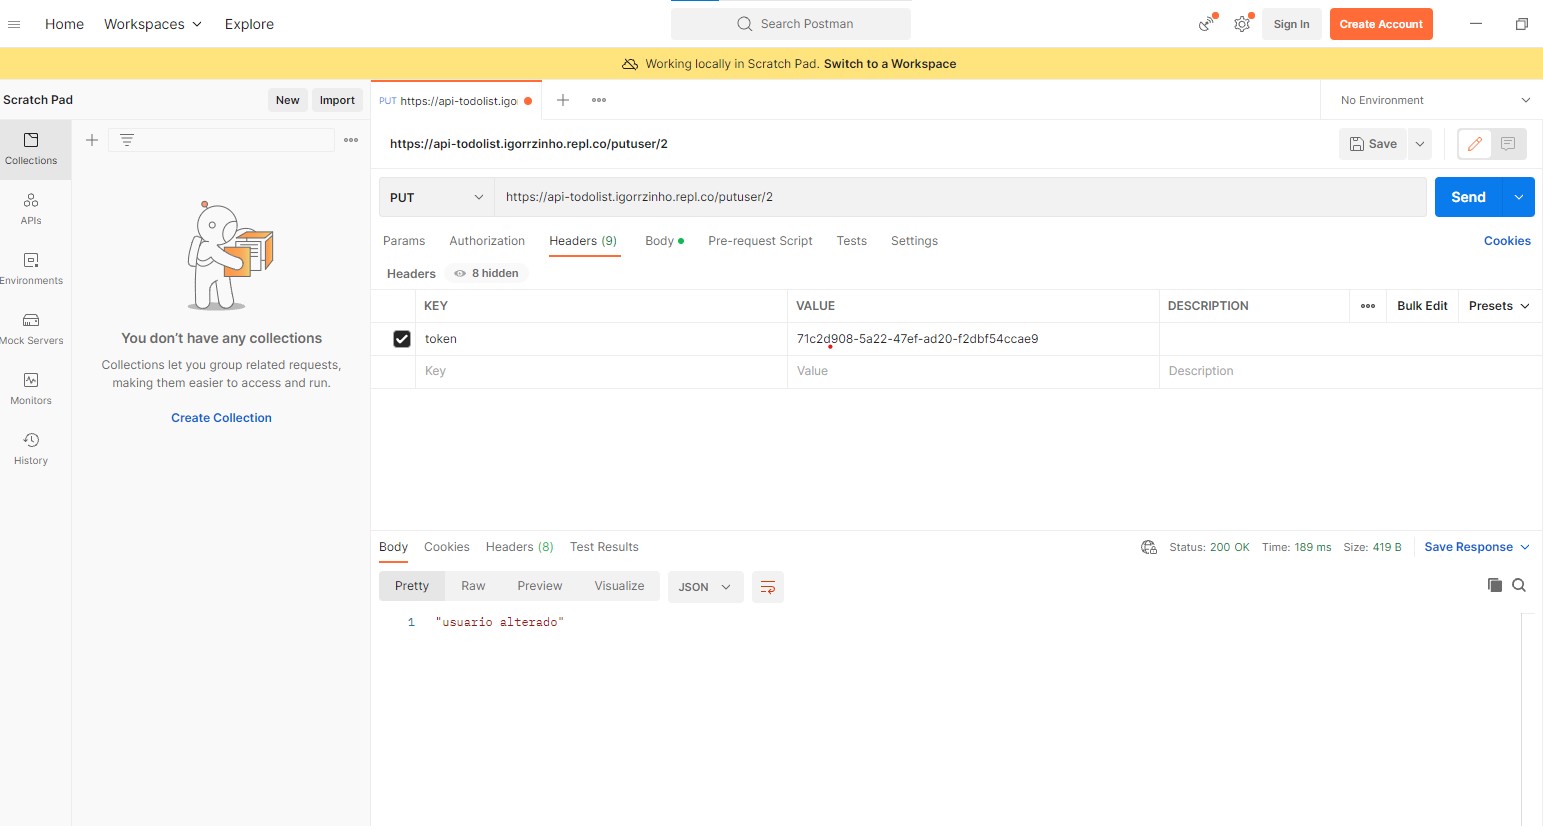 Home Workspaces Explore Search Postman Sign In Create Account
Working locally in Scratch Pad. Switch to a Workspace
Scratch Pad New Import
PUT https://api-todolist.igo
No Environment
Collections
APIs
Environments
Mock Servers
Monitors
History
You don’t have any collections
Collections let you group related requests,
making them easier to access and run.
Create Collection
https://api-todolist.igorrzinho.repl.co/putuser/2
Save
PUT https://api-todolist.igorrzinho.repl.co/putuser/2 Send
Params Authorization Headers (9) Body Pre-request Script Tests Settings Cookies
Headers 8 hidden
KEY VALUE DESCRIPTION Bulk Edit Presets
token 71c2d908-5a22-47ef-ad20-f2dbf54ccae9
Key Value Description
Body Cookies Headers (8) Test Results Status: 200 OK Time: 189 ms Size: 419 B Save Response
Pretty Raw Preview Visualize JSON
1 "usuario alterado"